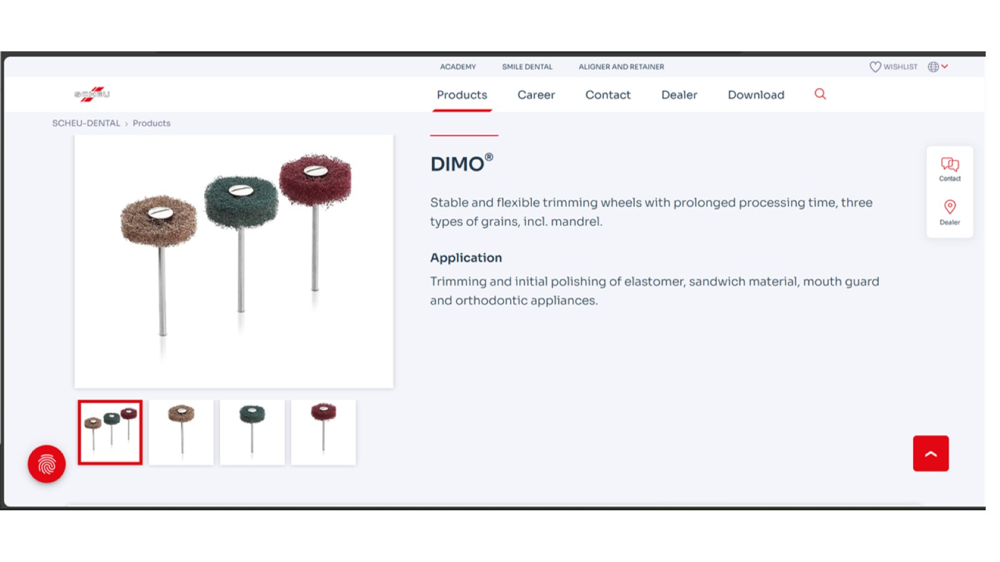 ACADEMY SMILE DENTAL ALIGNER AND RETAINER WISHLIST
SCHEU Products Career Contact Dealer Download
SCHEU-DENTAL › Products
DIMO®
Stable and flexible trimming wheels with prolonged processing time, three
types of grains, incl. mandrel.
Application
Trimming and initial polishing of elastomer, sandwich material, mouth guard
and orthodontic appliances.
Contact
Dealer